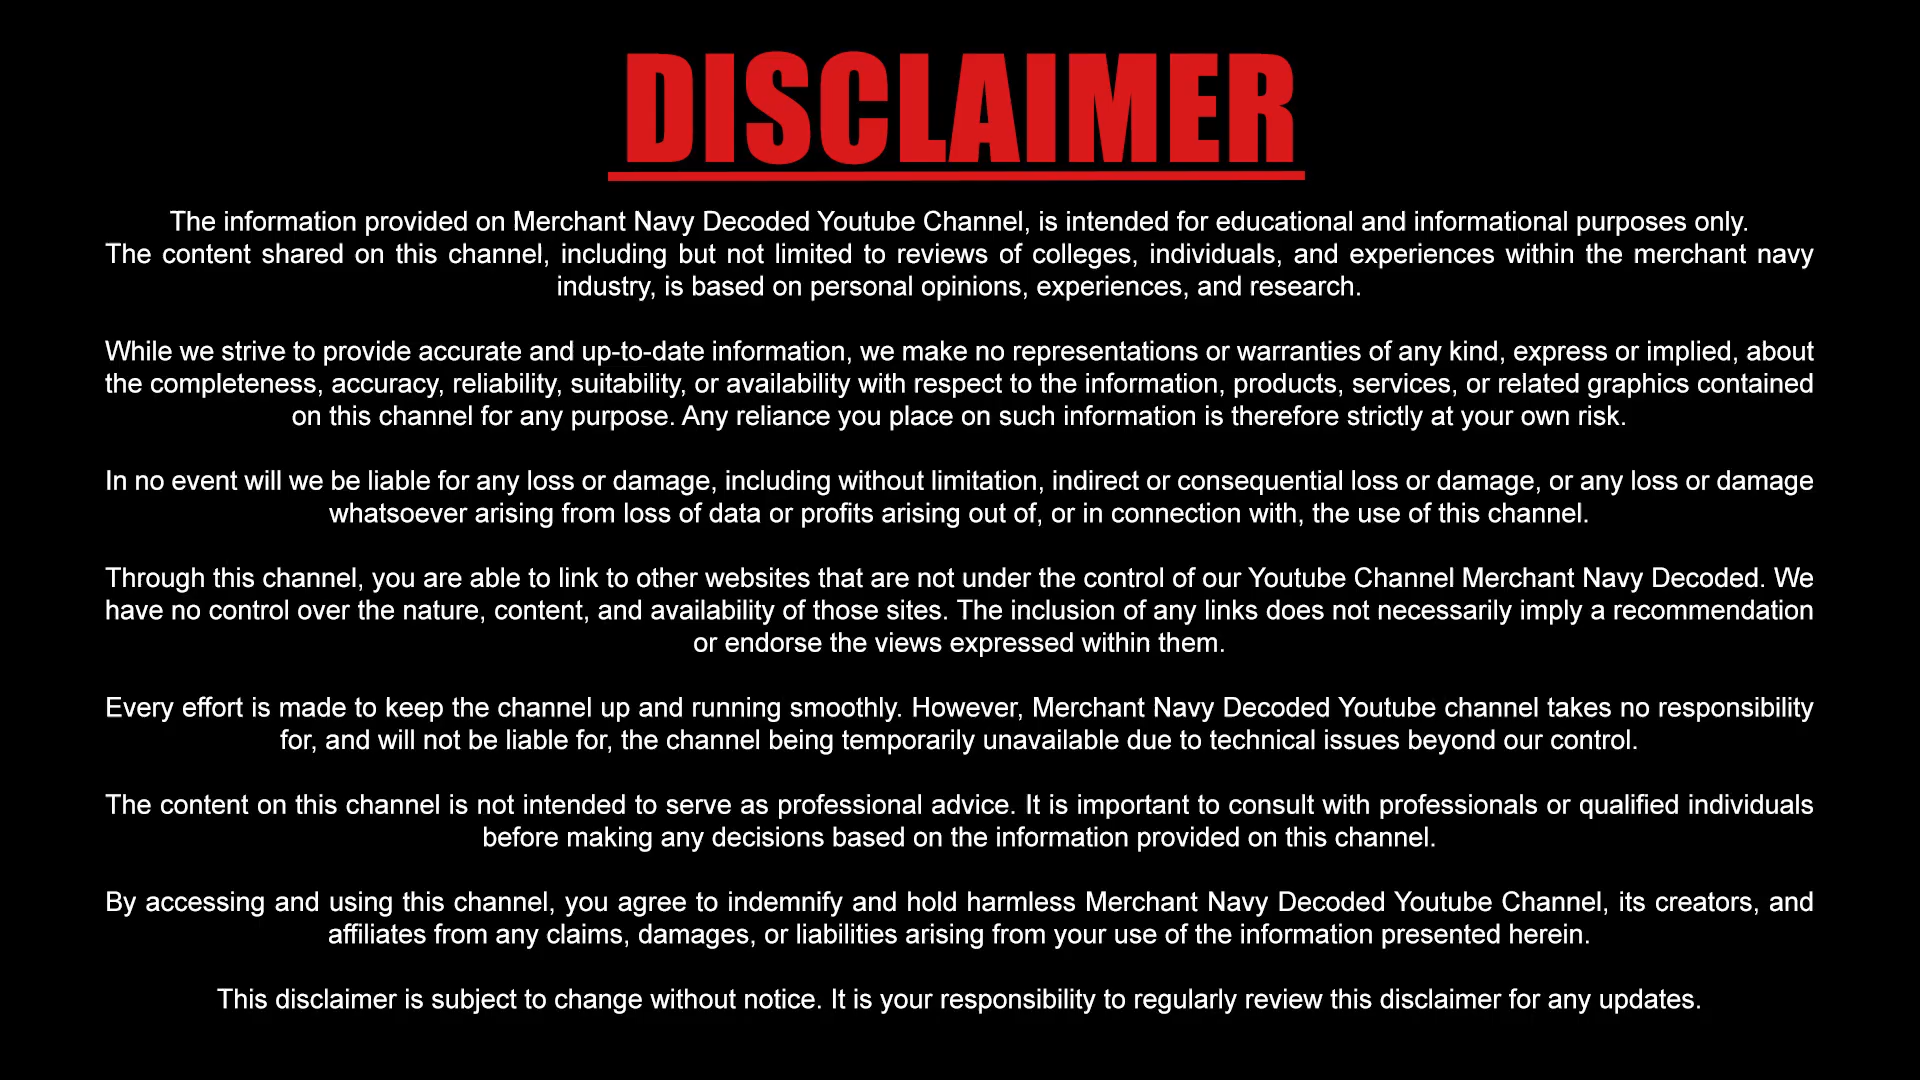 DISCLAIMER
The information provided on Merchant Navy Decoded Youtube Channel, is intended for educational and informational purposes only.
The content shared on this channel, including but not limited to reviews of colleges, individuals, and experiences within the merchant navy
industry, is based on personal opinions, experiences, and research.
While we strive to provide accurate and up-to-date information, we make no representations or warranties of any kind, express or implied, about
the completeness, accuracy, reliability, suitability, or availability with respect to the information, products, services, or related graphics contained
on this channel for any purpose. Any reliance you place on such information is therefore strictly at your own risk.
In no event will we be liable for any loss or damage, including without limitation, indirect or consequential loss or damage, or any loss or damage
whatsoever arising from loss of data or profits arising out of, or in connection with, the use of this channel.
Through this channel, you are able to link to other websites that are not under the control of our Youtube Channel Merchant Navy Decoded. We
have no control over the nature, content, and availability of those sites. The inclusion of any links does not necessarily imply a recommendation
or endorse the views expressed within them.
Every effort is made to keep the channel up and running smoothly. However, Merchant Navy Decoded Youtube channel takes no responsibility
for, and will not be liable for, the channel being temporarily unavailable due to technical issues beyond our control.
The content on this channel is not intended to serve as professional advice. It is important to consult with professionals or qualified individuals
before making any decisions based on the information provided on this channel.
By accessing and using this channel, you agree to indemnify and hold harmless Merchant Navy Decoded Youtube Channel, its creators, and
affiliates from any claims, damages, or liabilities arising from your use of the information presented herein.
This disclaimer is subject to change without notice. It is your responsibility to regularly review this disclaimer for any updates.